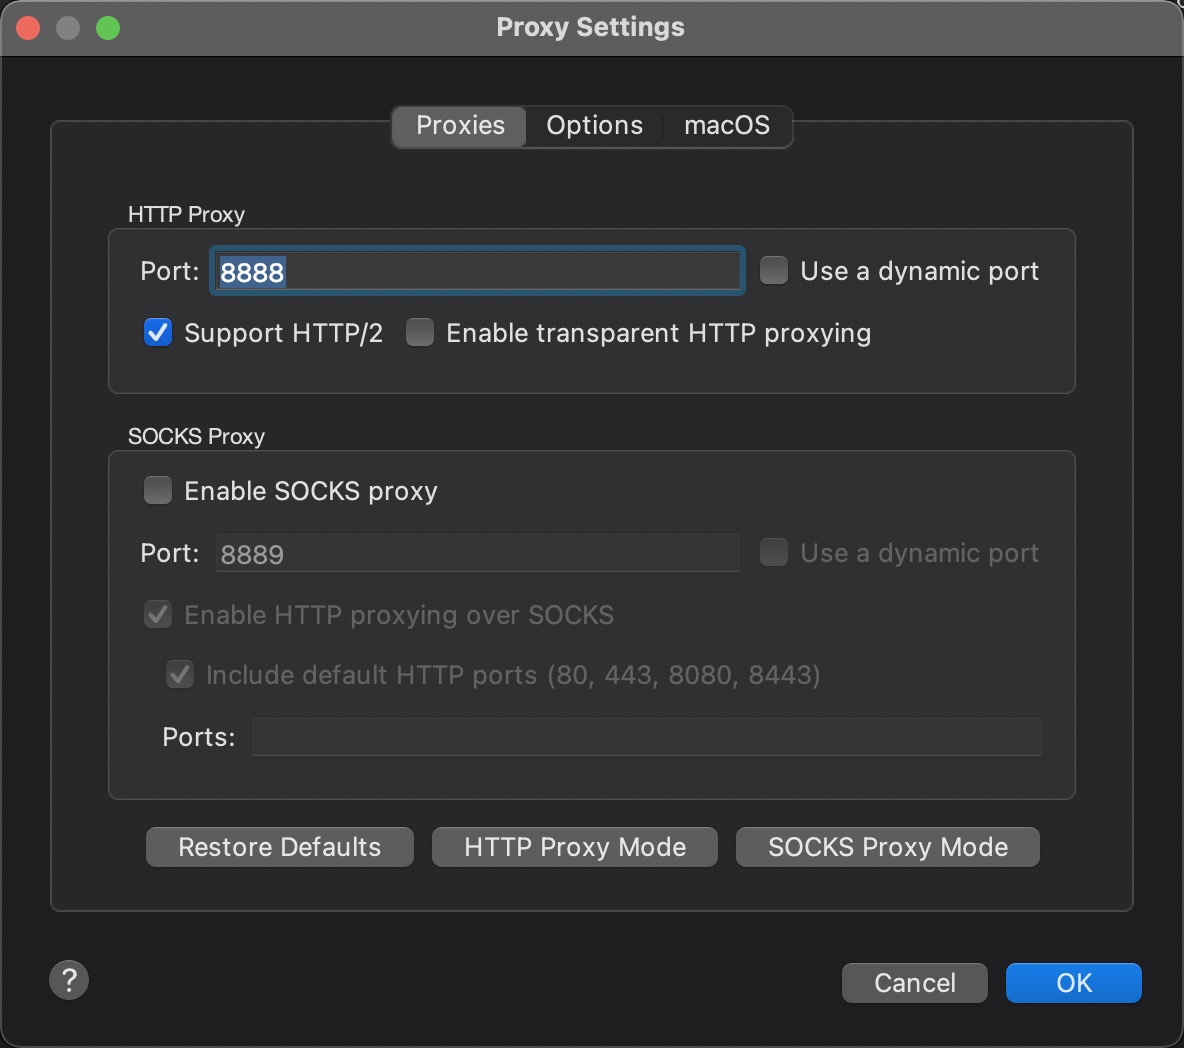 Proxy Settings
Proxies Options macOS
HTTP Proxy
Port: 8888 Use a dynamic port
Support HTTP/2 Enable transparent HTTP proxying
SOCKS Proxy
Enable SOCKS proxy
Port: 8889 Use a dynamic port
Enable HTTP proxying over SOCKS
Include default HTTP ports (80, 443, 8080, 8443)
Ports:
Restore Defaults HTTP Proxy Mode SOCKS Proxy Mode
? Cancel OK